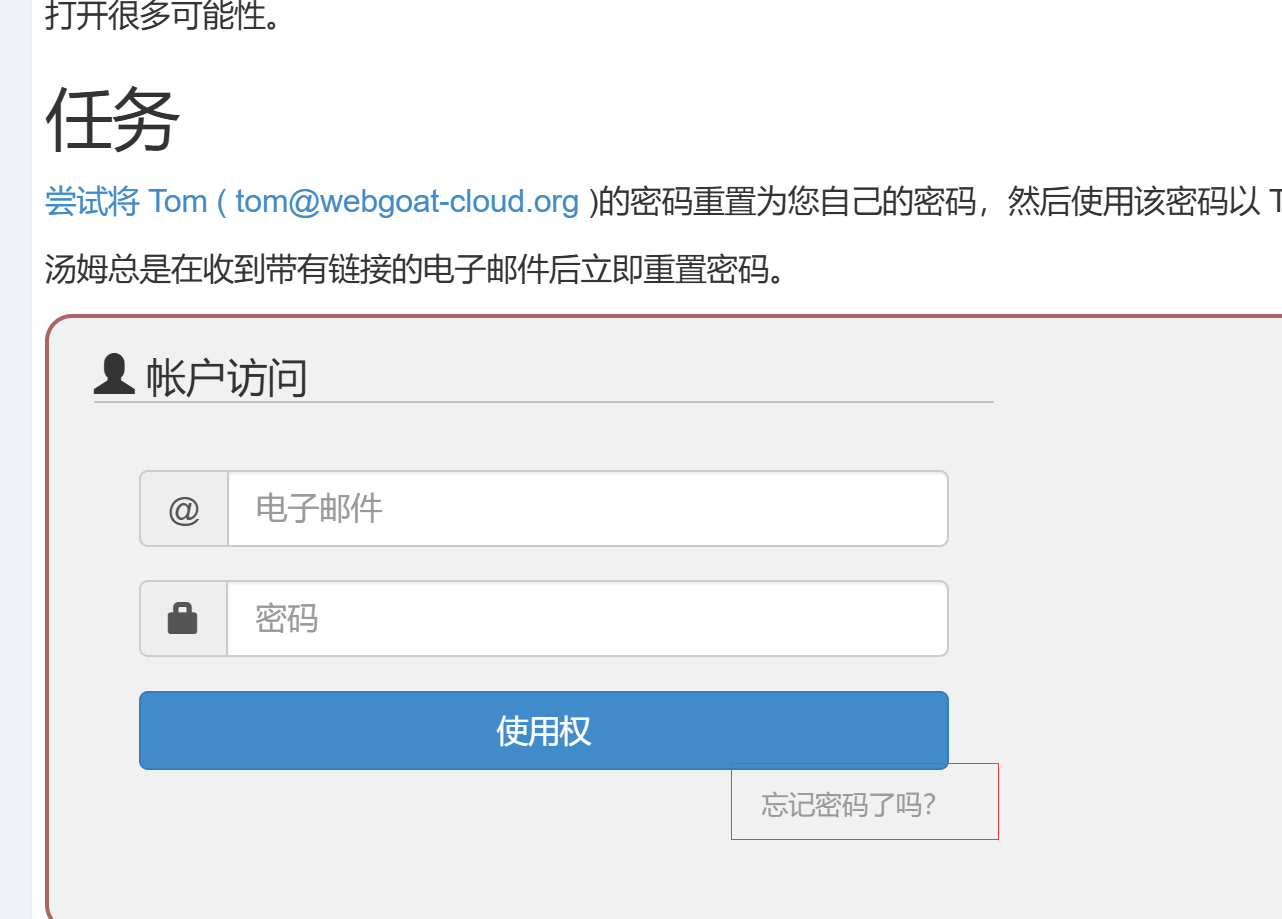 打开很多可能性。
任务
尝试将 Tom ( tom@webgoat-cloud.org )的密码重置为您自己的密码，然后使用该密码以 T
汤姆总是在收到带有链接的电子邮件后立即重置密码。
帐户访问
@ 电子邮件
密码
使用权
忘记密码了吗？